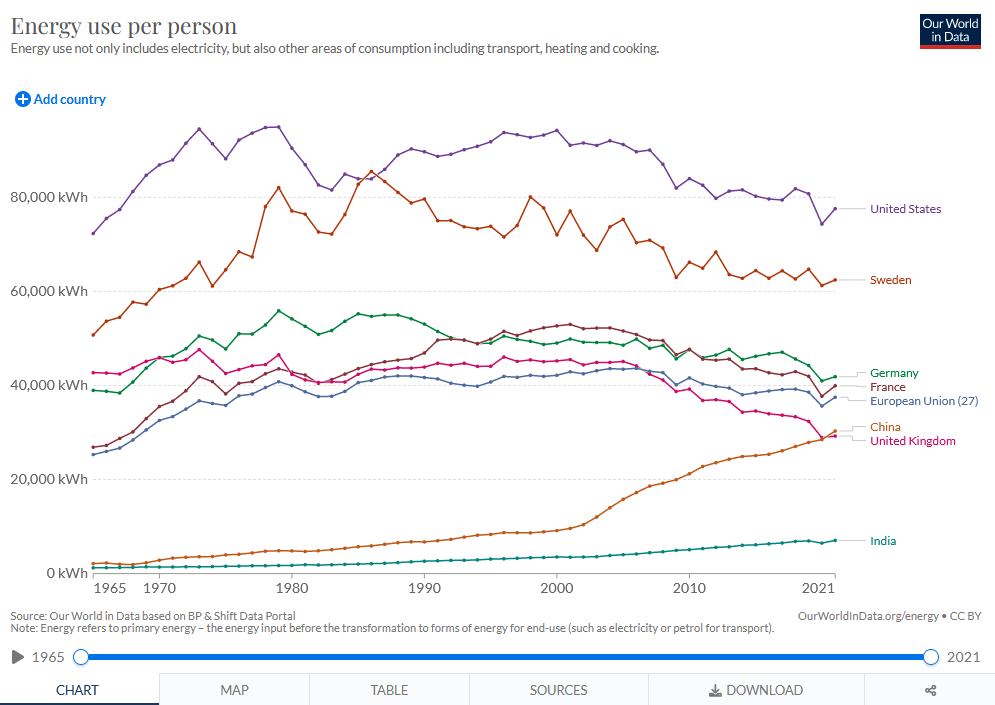 Energy use per person
Energy use not only includes electricity, but also other areas of consumption including transport, heating and cooking.
Our World
in Data
Add country
80,000 kWh
60,000 kWh
40,000 kWh
20,000 kWh
0 kWh
United States
Sweden
Germany
France
European Union (27)
China
United Kingdom
India
1965 1970 1980 1990 2000 2010 2021
Source: Our World in Data based on BP & Shift Data Portal
OurWorldInData.org/energy • CC BY
Note: Energy refers to primary energy – the energy input before the transformation to forms of energy for end-use (such as electricity or petrol for transport).
1965 2021
CHART MAP TABLE SOURCES DOWNLOAD